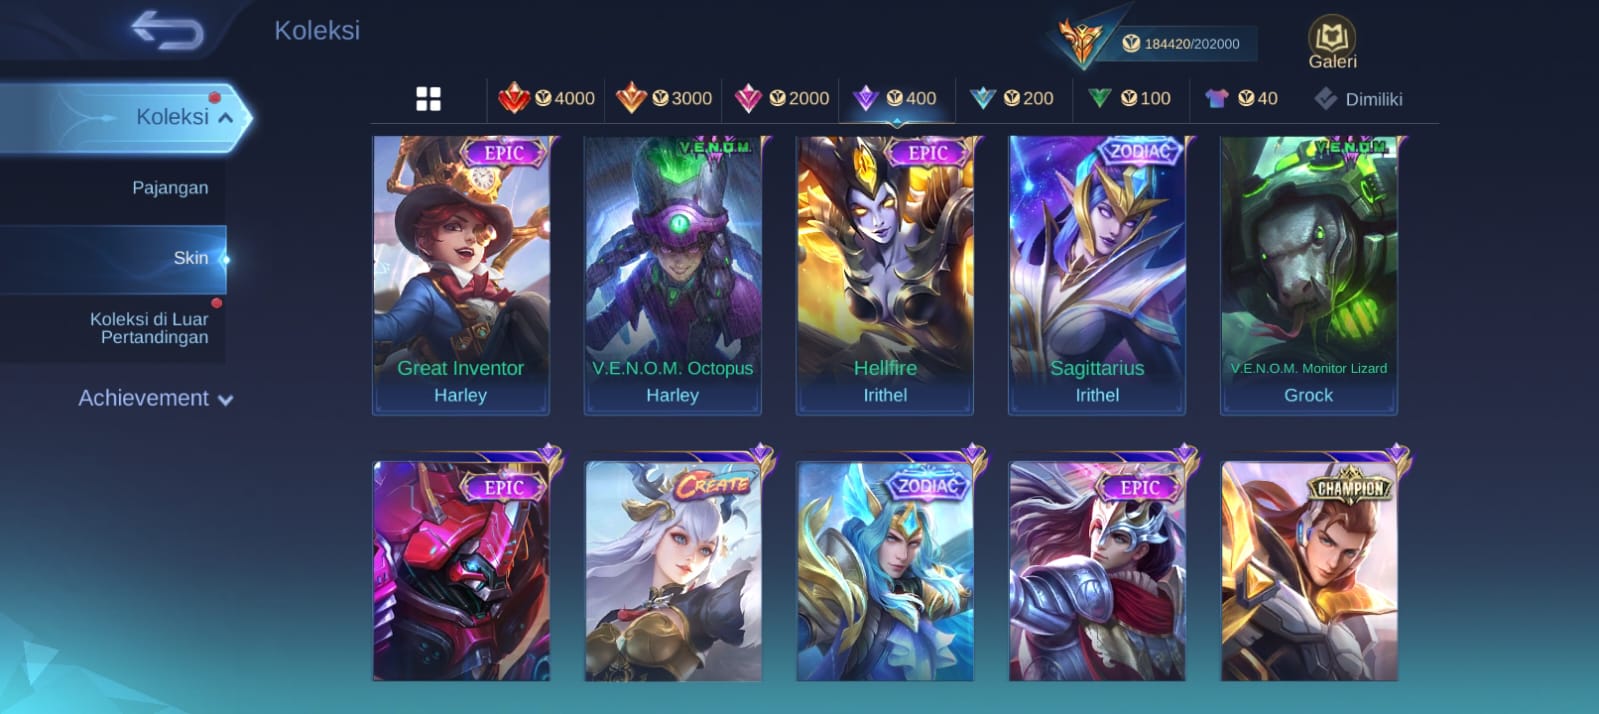 Koleksi
184420/202000
Galeri
4000
3000
2000
400
200
100
40
Dimiliki
Koleksi
Pajangan
Skin
Koleksi di Luar
Pertandingan
Achievement
EPIC
V.E.N.O.M.
EPIC
ZODIAC
V.E.N.O.M.
Great Inventor
V.E.N.O.M. Octopus
Hellfire
Sagittarius
V.E.N.O.M. Monitor Lizard
Harley
Harley
Irithel
Irithel
Grock
EPIC
CREATE
ZODIAC
EPIC
CHAMPION